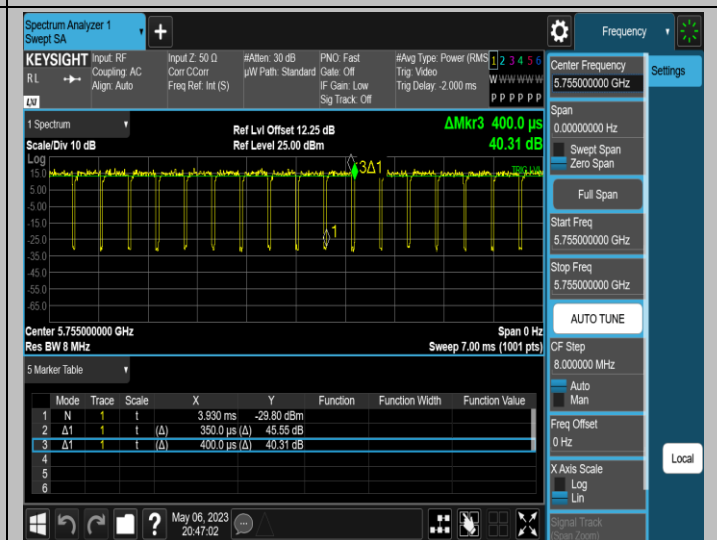 Spectrum Analyzer 1
Swept SA
+
Frequency
KEYSIGHT Input: RF Input Z: 50 Ω #Atten: 30 dB PNO: Fast #Avg Type: Power (RMS 1 2 3 4 5 6
RL Coupling: AC Corr CCorr µW Path: Standard Gate: Off Trig: Video W W W W W W
Align: Auto Freq Ref: Int (S) IF Gain: Low Trig Delay: -2.000 ms
LXI Sig Track: Off P P P P P P
Center Frequency
5.755000000 GHz
Settings
Span
0.00000000 Hz
Swept Span
Zero Span
Full Span
Start Freq
5.755000000 GHz
Stop Freq
5.755000000 GHz
AUTO TUNE
CF Step
8.000000 MHz
Auto
Man
Freq Offset
0 Hz
X Axis Scale
Log
Lin
Signal Track
(Span Zoom)
Local
1 Spectrum
Scale/Div 10 dB
Ref Lvl Offset 12.25 dB
Ref Level 25.00 dBm
ΔMkr3 400.0 µs
40.31 dB
Log
15.0
5.00
-5.00
-15.0
-25.0
-35.0
-45.0
-55.0
-65.0
3Δ1
1
TRIG LVL
Center 5.755000000 GHz
Res BW 8 MHz
Span 0 Hz
Sweep 7.00 ms (1001 pts)
5 Marker Table
Mode Trace Scale X Y Function Function Width Function Value
1 N 1 t 3.930 ms -29.80 dBm
2 Δ1 1 t (Δ) 350.0 µs (Δ) 45.55 dB
3 Δ1 1 t (Δ) 400.0 µs (Δ) 40.31 dB
4
5
6
?
May 06, 2023
20:47:02